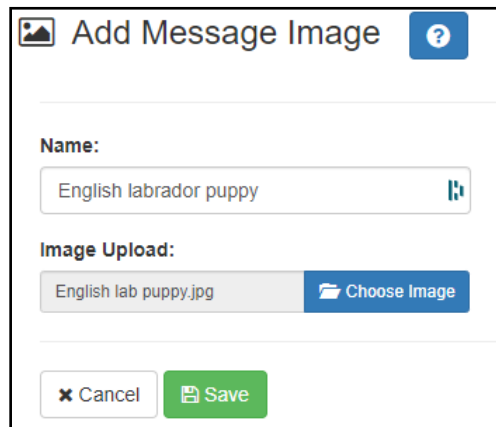 Add Message Image
Name:
English labrador puppy
Image Upload:
English lab puppy.jpg Choose Image
Cancel Save